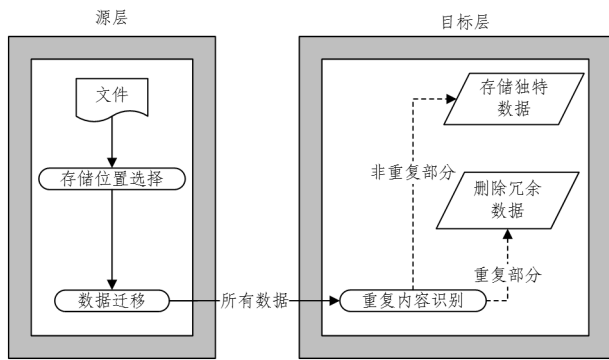 源层
目标层
文件
存储位置选择
数据迁移
所有数据
存储独特
数据
非重复部分
删除冗余
数据
重复部分
重复内容识别